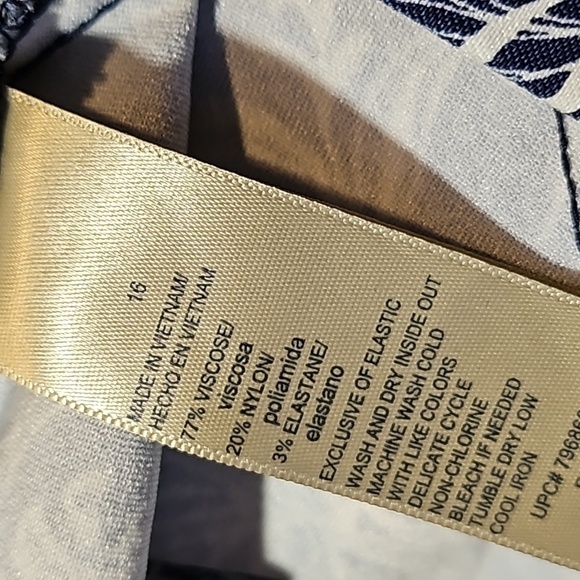 16
MADE IN VIETNAM/
HECHO EN VIETNAM
77% VISCOSE/
viscosa
20% NYLON/
poliamida
3% ELASTANE/
elastano
EXCLUSIVE OF ELASTIC
WASH AND DRY INSIDE OUT
MACHINE WASH COLD
WITH LIKE COLORS
DELICATE CYCLE
NON-CHLORINE
BLEACH IF NEEDED
TUMBLE DRY LOW
COOL IRON
UPC#